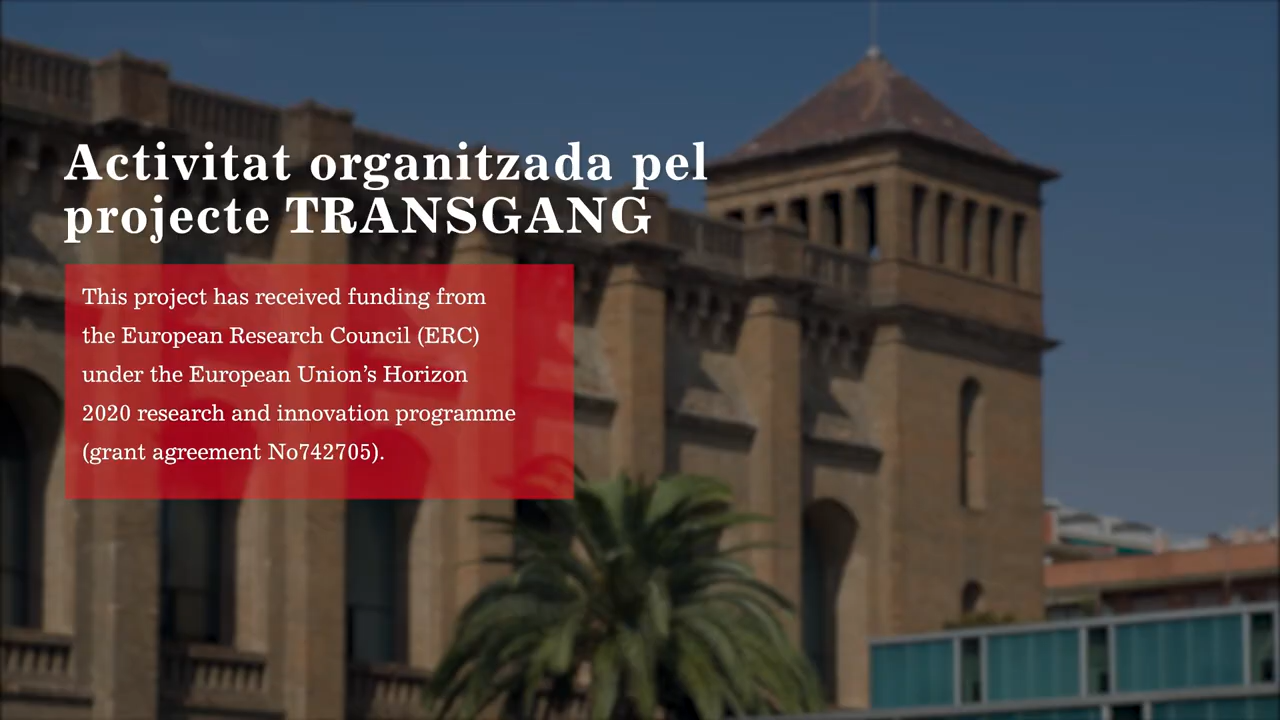 Activitat organitzada pel
projecte TRANSGANG
This project has received funding from
the European Research Council (ERC)
under the European Union’s Horizon
2020 research and innovation programme
(grant agreement No742705).